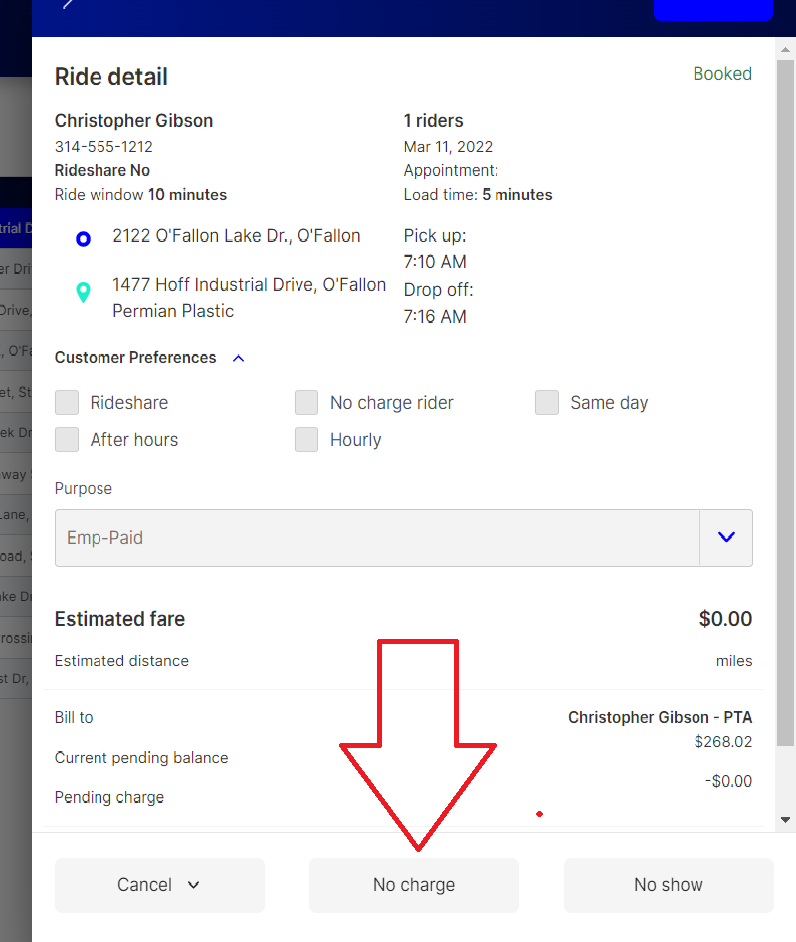 Ride detail
Booked
Christopher Gibson
1 riders
314-555-1212
Mar 11, 2022
Rideshare No
Appointment:
Ride window 10 minutes
Load time: 5 minutes
2122 O'Fallon Lake Dr., O'Fallon
Pick up:
7:10 AM
1477 Hoff Industrial Drive, O'Fallon
Permian Plastic
Drop off:
7:16 AM
Customer Preferences
Rideshare
No charge rider
Same day
After hours
Hourly
Purpose
Emp-Paid
Estimated fare
$0.00
Estimated distance
miles
Bill to
Christopher Gibson - PTA
$268.02
Current pending balance
-$0.00
Pending charge
Cancel
No charge
No show